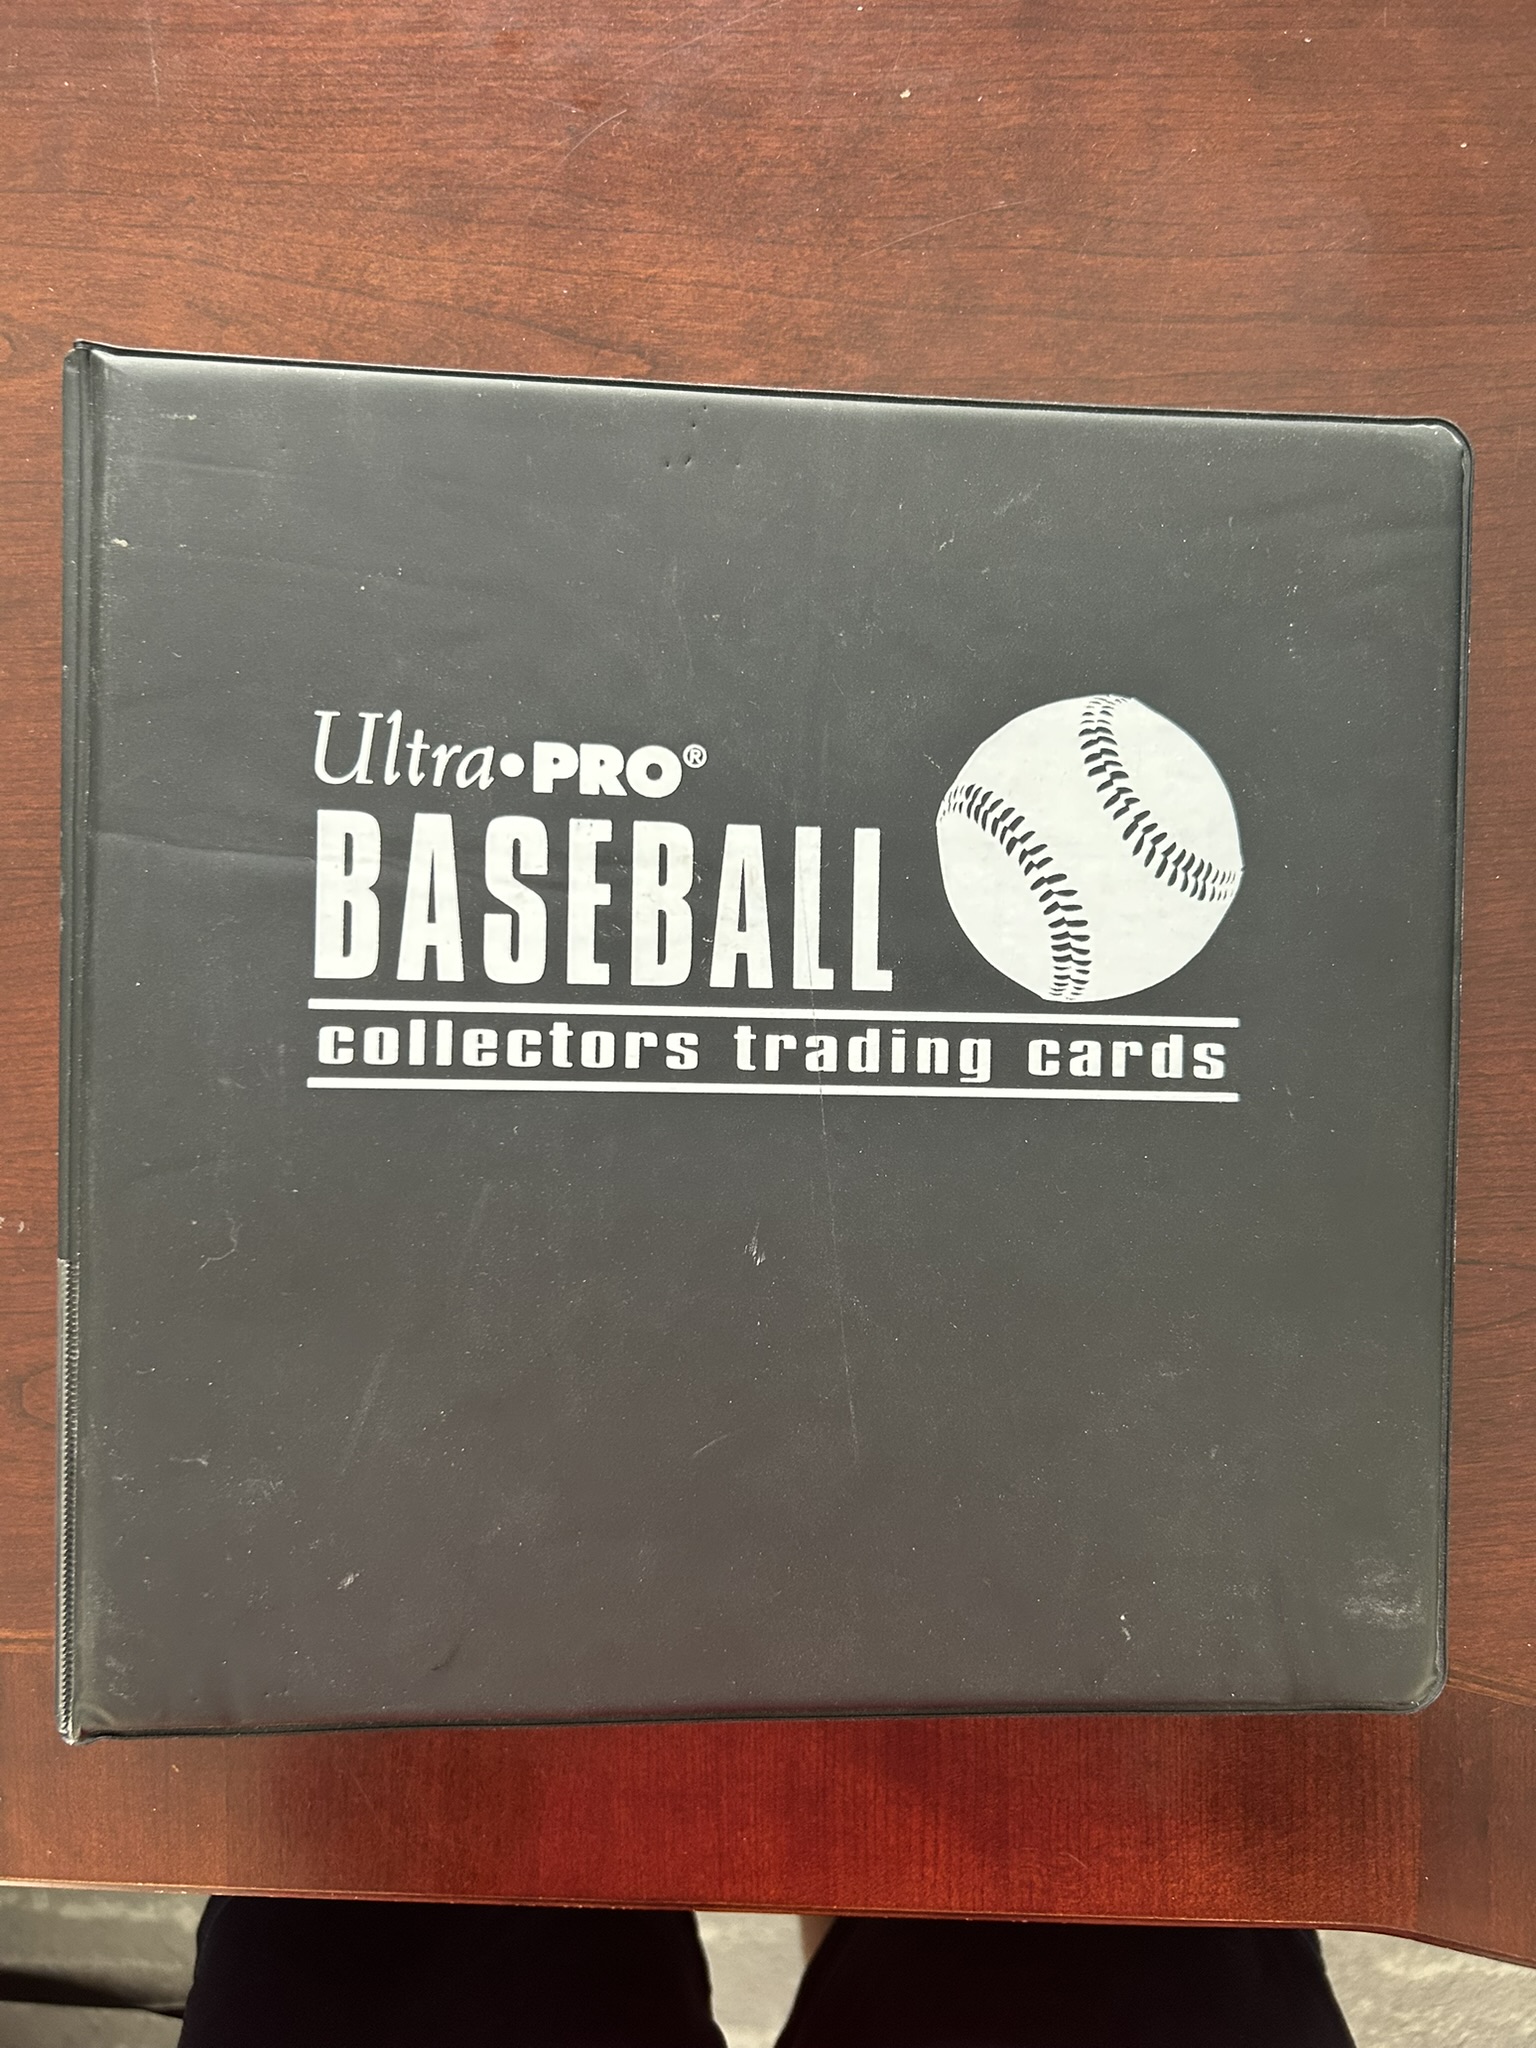 Ultra•PRO®
BASEBALL
collectors trading cards